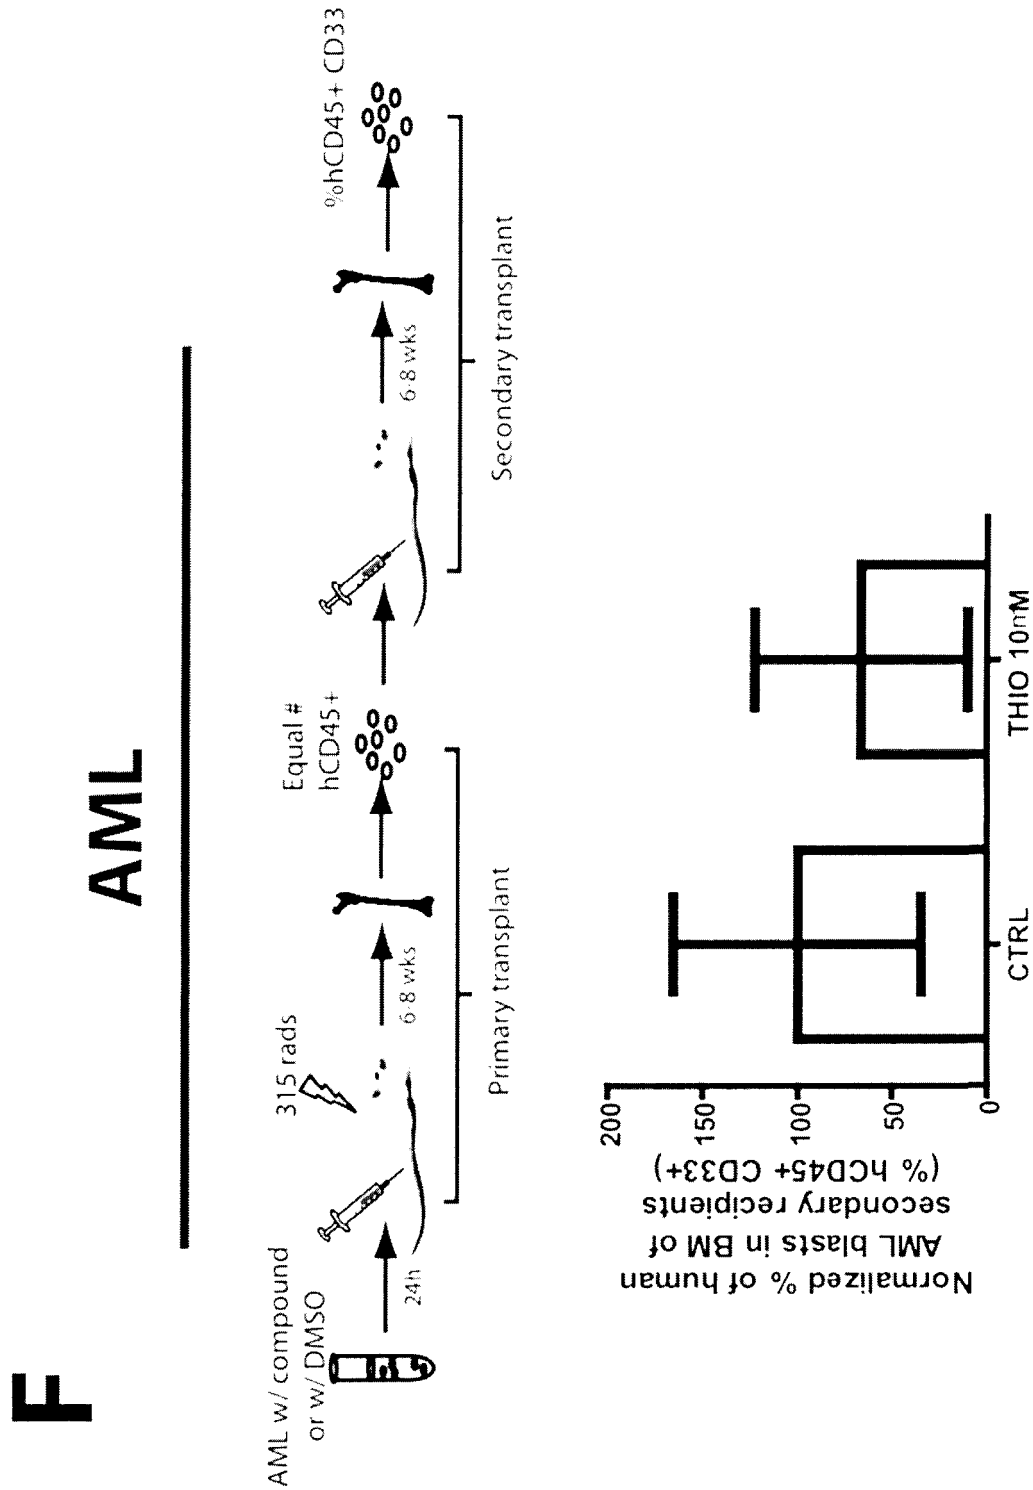 F
AML
AML w/ compound
or w/ DMSO
24h
315 rads
6-8 wks
Equal #
hCD45+
6-8 wks
%hCD45+ CD33
Primary transplant
Secondary transplant
Normalized % of human
AML blasts in BM of
secondary recipients
(% hCD45+ CD33+)
200
150
100
50
0
CTRL
THIO 10nM